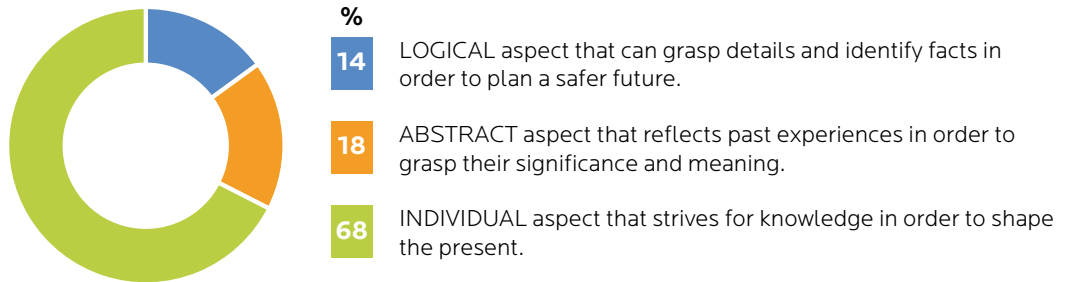 %
14
LOGICAL aspect that can grasp details and identify facts in
order to plan a safer future.
18
ABSTRACT aspect that reflects past experiences in order to
grasp their significance and meaning.
68
INDIVIDUAL aspect that strives for knowledge in order to shape
the present.